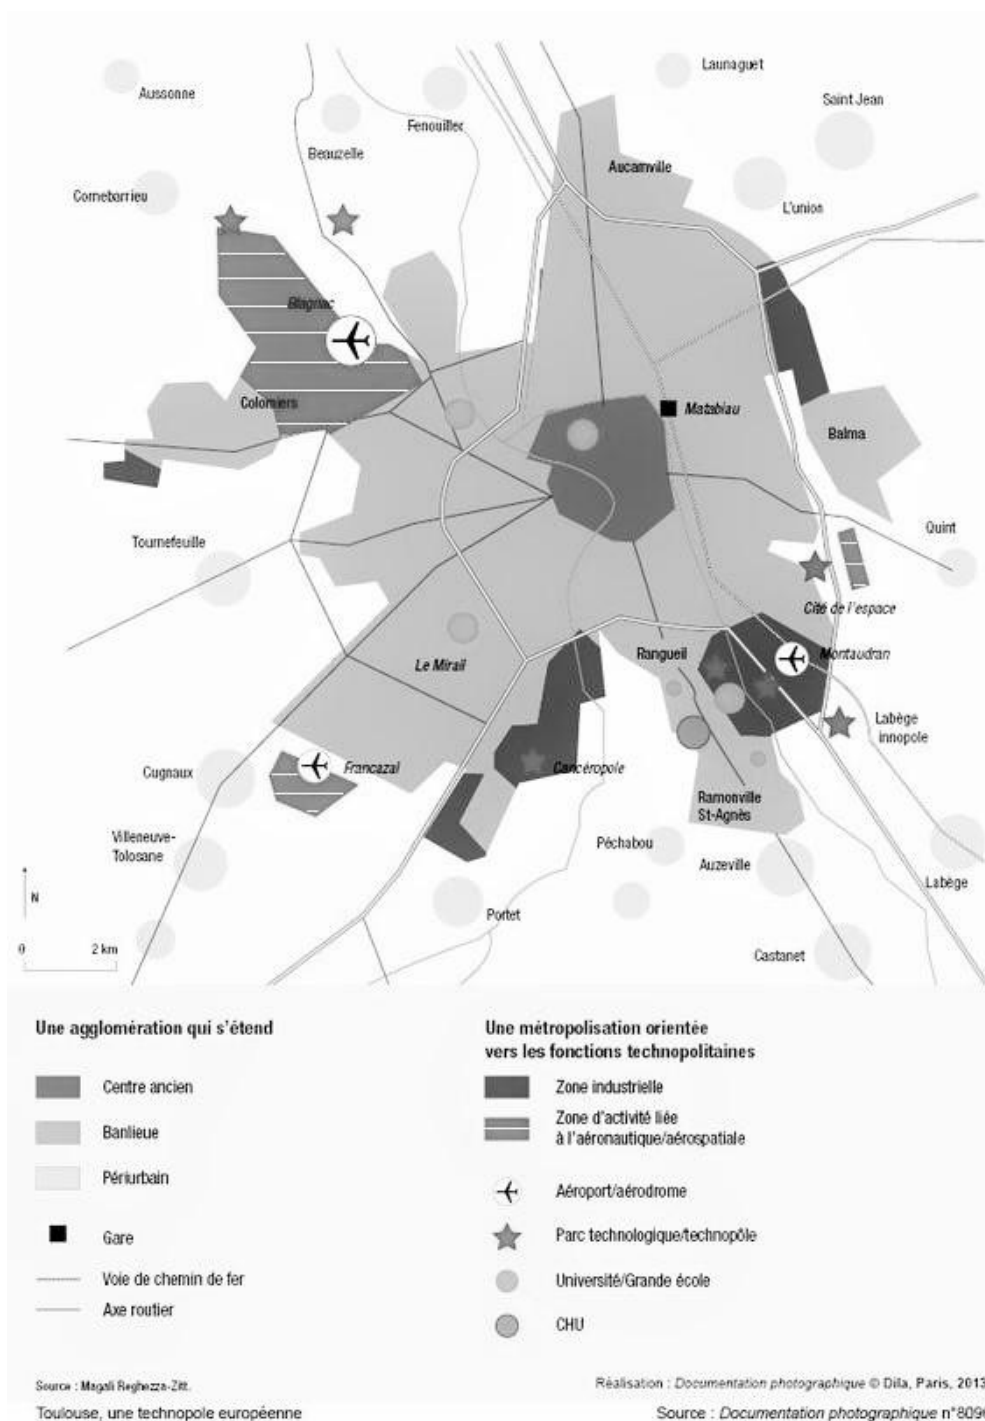 Launaguet
Aussonne
Saint Jean
Fenouiller
Beauzelle
Aucamville
Cornebarrieu
L'union
Blagnac
Colomiers
Matabiau
Balma
Quint
Tournefeuille
Cité de l'espace
Rangueil
Montaudran
Le Mirail
Labège
innopole
Cugnaux
Francazal
Cancéropole
Ramonville
St-Agnès
Villeneuve-
Tolosane
Péchabou
Auzeville
Labège
N
Portet
0 2 km
Castanet
Une agglomération qui s'étend
Centre ancien
Banlieue
Périurbain
Gare
Voie de chemin de fer
Axe routier
Une métropolisation orientée
vers les fonctions technopolitaines
Zone industrielle
Zone d'activité liée
à l'aéronautique/aérospatiale
Aéroport/aérodrome
Parc technologique/technopôle
Université/Grande école
CHU
Source : Magali Reghezza-Zitt.
Réalisation : Documentation photographique © Dila, Paris, 2013
Toulouse, une technopole européenne
Source : Documentation photographique n°809